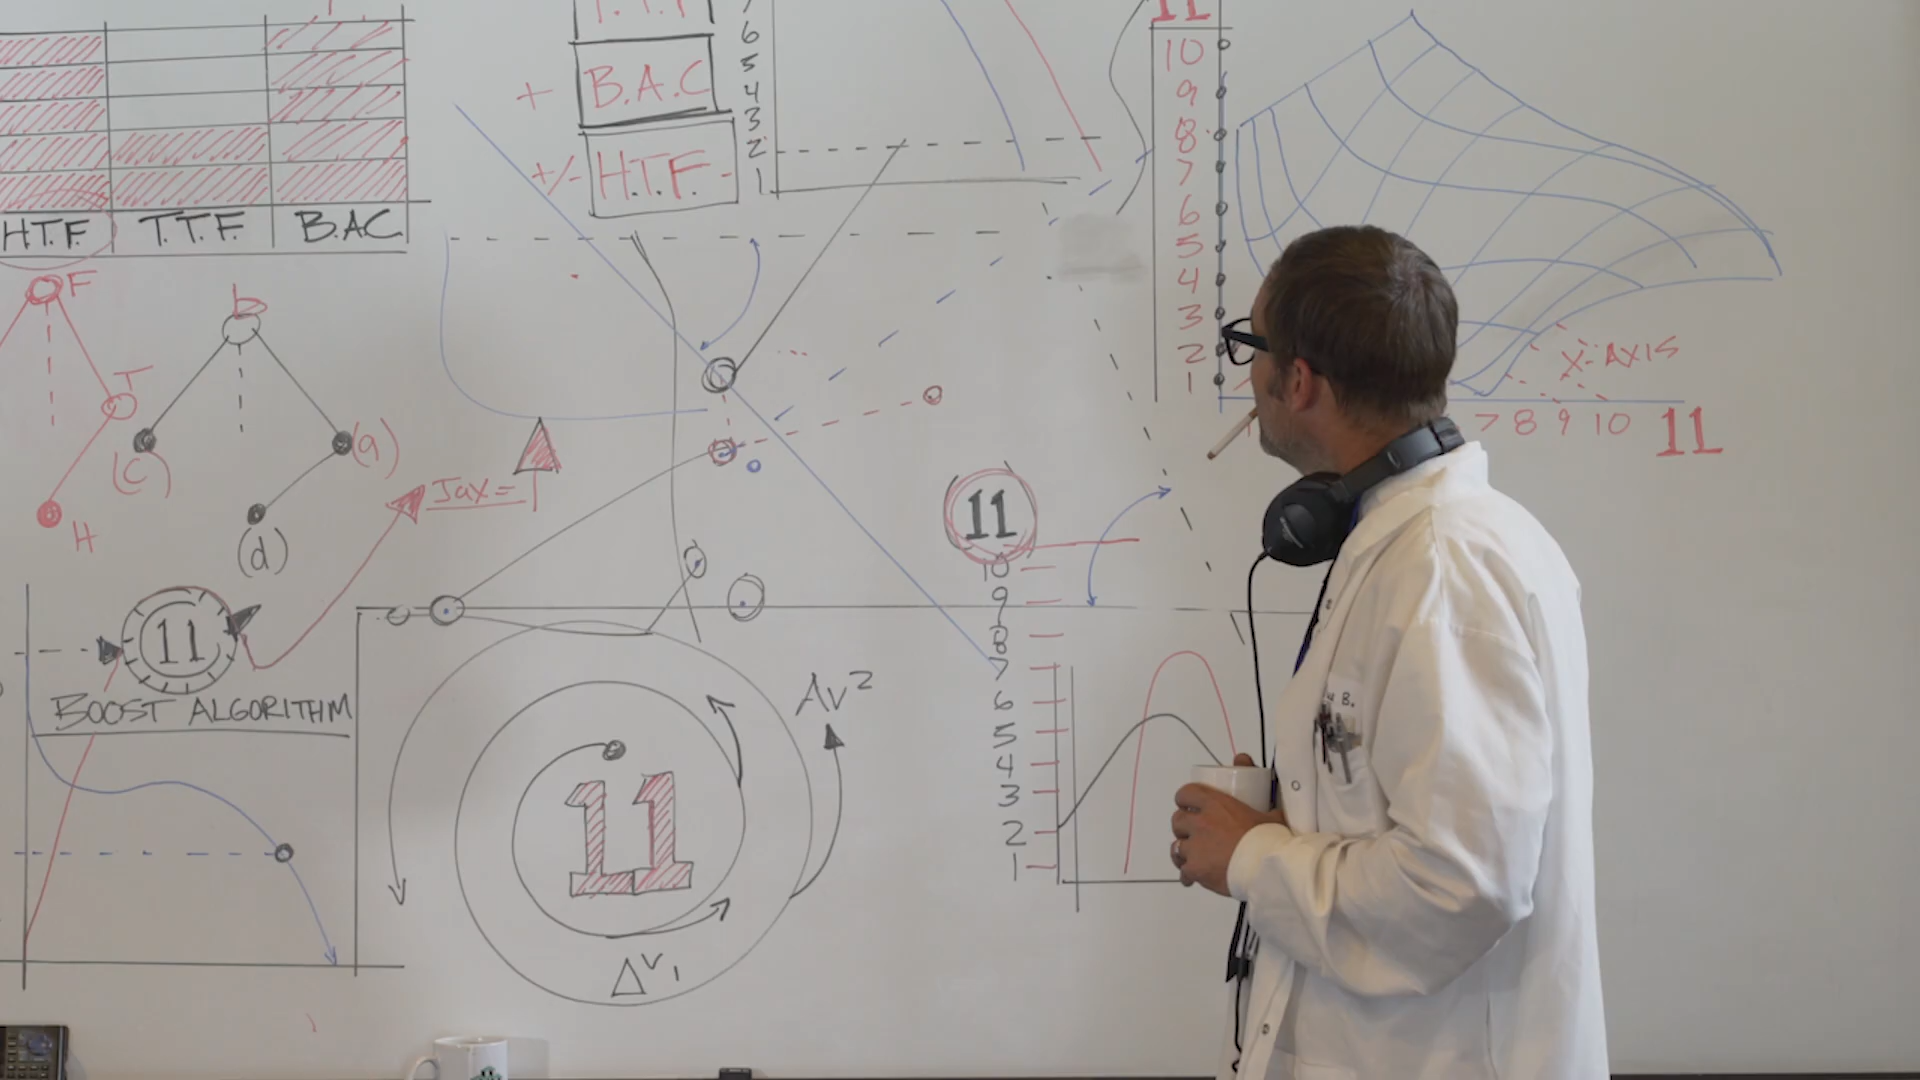 H.T.F. T.T.F. B.A.C.
T.T.F
+ B.A.C
+/- H.T.F.
6
5
4
3
2
1
11
10
9
8
7
6
5
4
3
2
1
X-AXIS
7 8 9 10 11
F
T
H
b
(c)
(a)
(d)
Jax=1
11
BOOST ALGORITHM
11
Δv1
Av²
11
10
9
8
7
6
5
4
3
2
1
B.